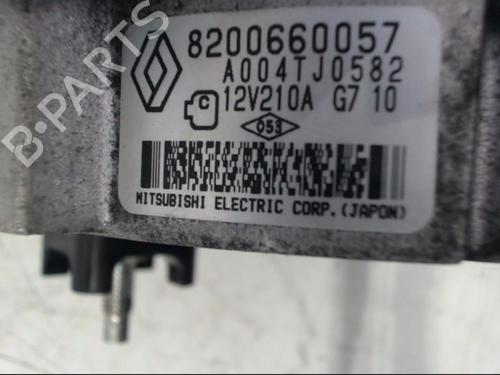 8200660057
A004TJ0582
C 12V210A G7 10
053
MITSUBISHI ELECTRIC CORP.(JAPON)
B-PARTS